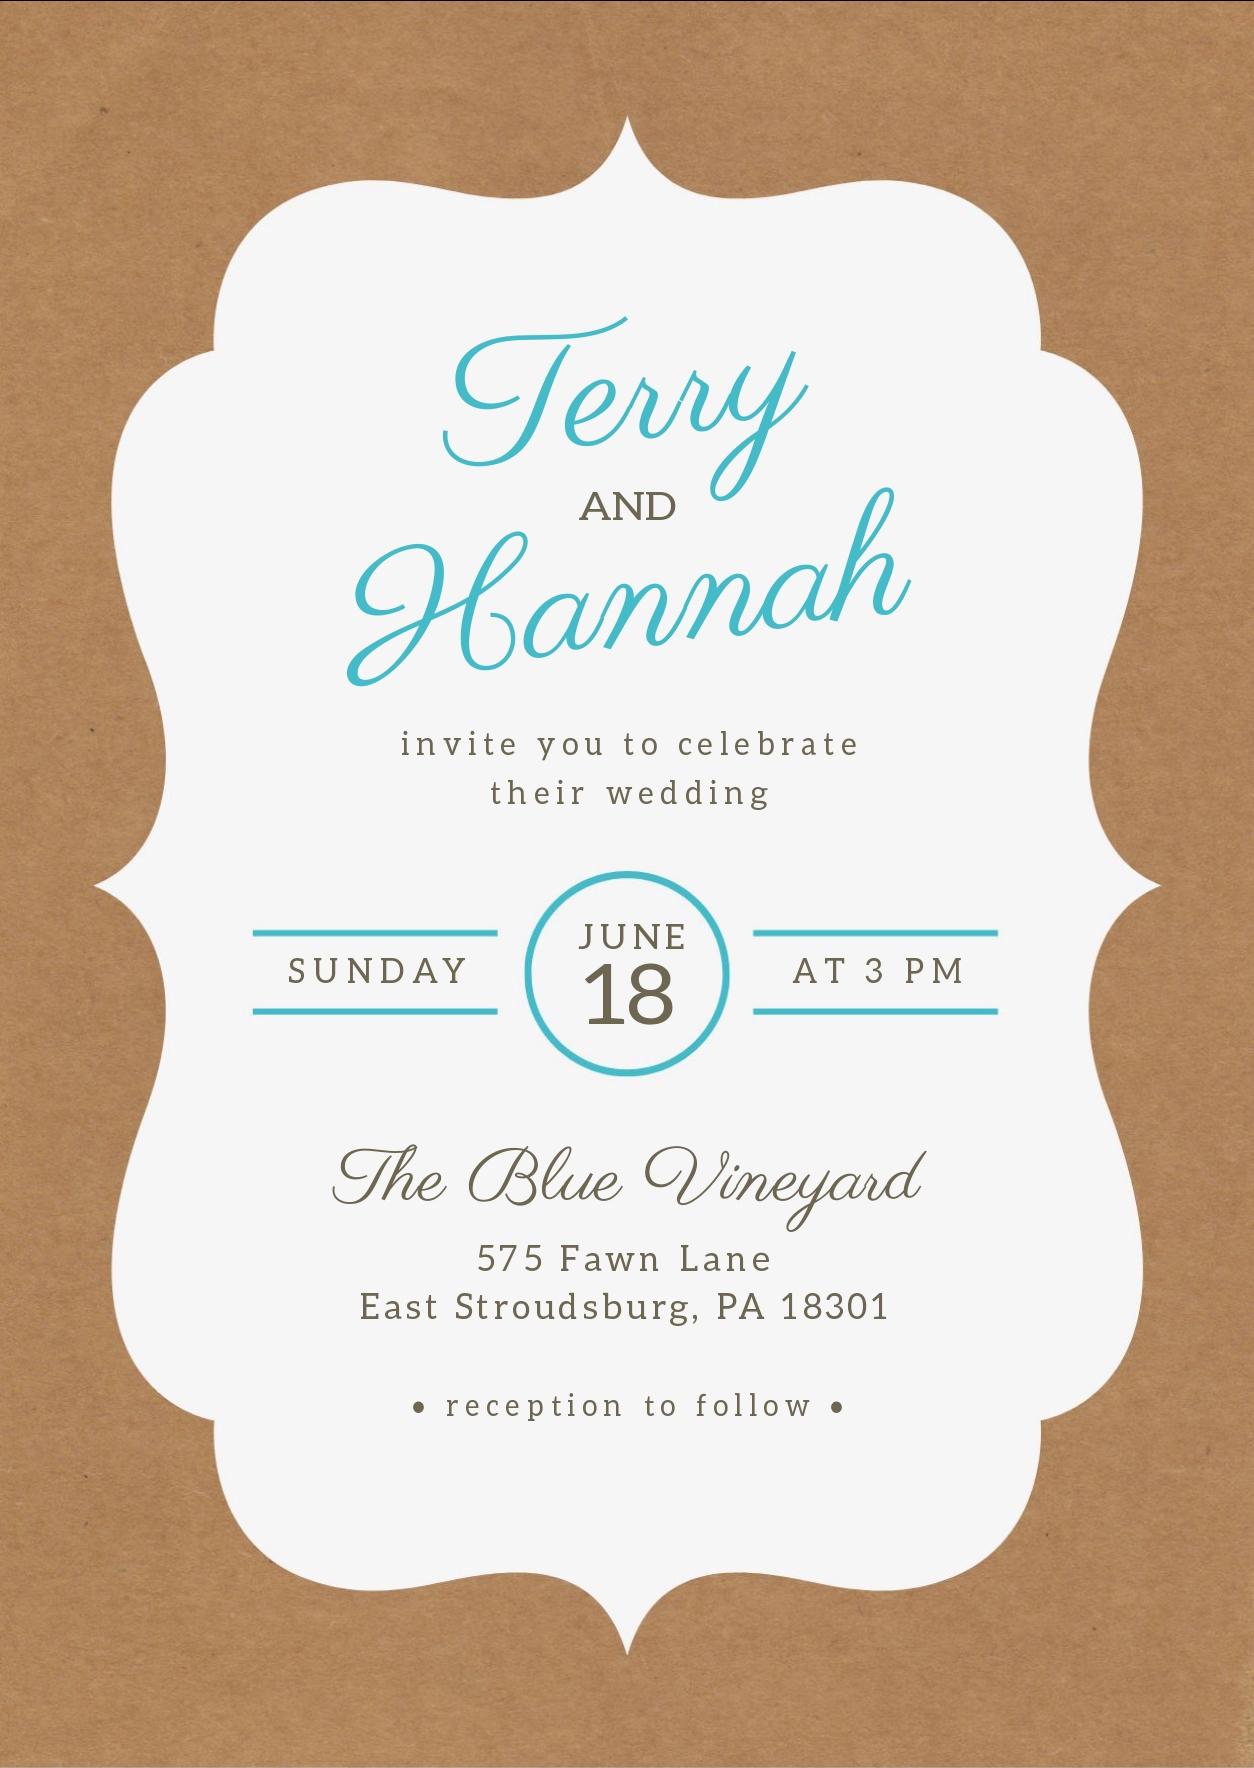 Terry
AND
Hannah
invite you to celebrate
their wedding
SUNDAY
JUNE
18
AT 3 PM
The Blue Vineyard
575 Fawn Lane
East Stroudsburg, PA 18301
• reception to follow •